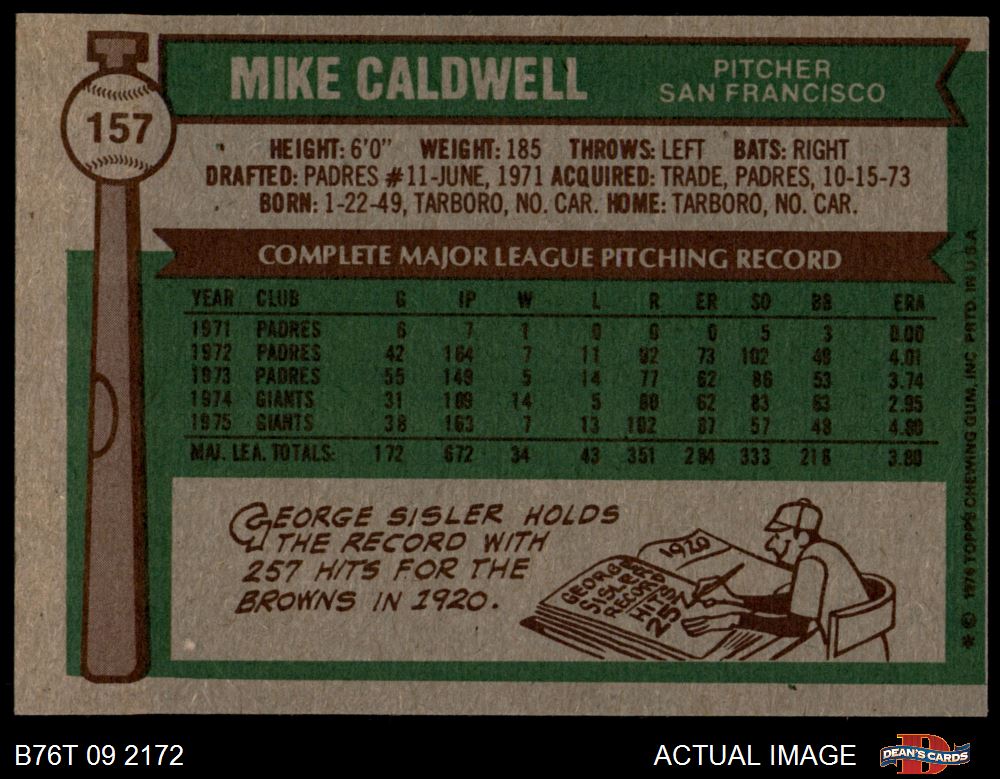 157
MIKE CALDWELL
PITCHER
SAN FRANCISCO
HEIGHT: 6'0" WEIGHT: 185 THROWS: LEFT BATS: RIGHT
DRAFTED: PADRES #11-JUNE, 1971 ACQUIRED: TRADE, PADRES, 10-15-73
BORN: 1-22-49, TARBORO, NO. CAR. HOME: TARBORO, NO. CAR.
COMPLETE MAJOR LEAGUE PITCHING RECORD
YEAR CLUB G IP W L R ER SO BB ERA
1971 PADRES 6 7 1 0 0 0 5 3 0.00
1972 PADRES 42 164 7 11 92 73 102 49 4.01
1973 PADRES 55 149 5 14 77 62 86 53 3.74
1974 GIANTS 31 189 14 5 80 62 83 63 2.95
1975 GIANTS 38 163 7 13 102 87 57 48 4.80
MAJ. LEA. TOTALS: 172 672 34 43 351 284 333 216 3.80
GEORGE SISLER HOLDS
THE RECORD WITH
257 HITS FOR THE
BROWNS IN 1920.
1920
GEORGE
SISLER
RECORD
HITS
257
* © 1976 TOPPS CHEWING GUM, INC. PRTD. IN U.S.A.
B76T 09 2172
ACTUAL IMAGE
DEAN'S CARDS